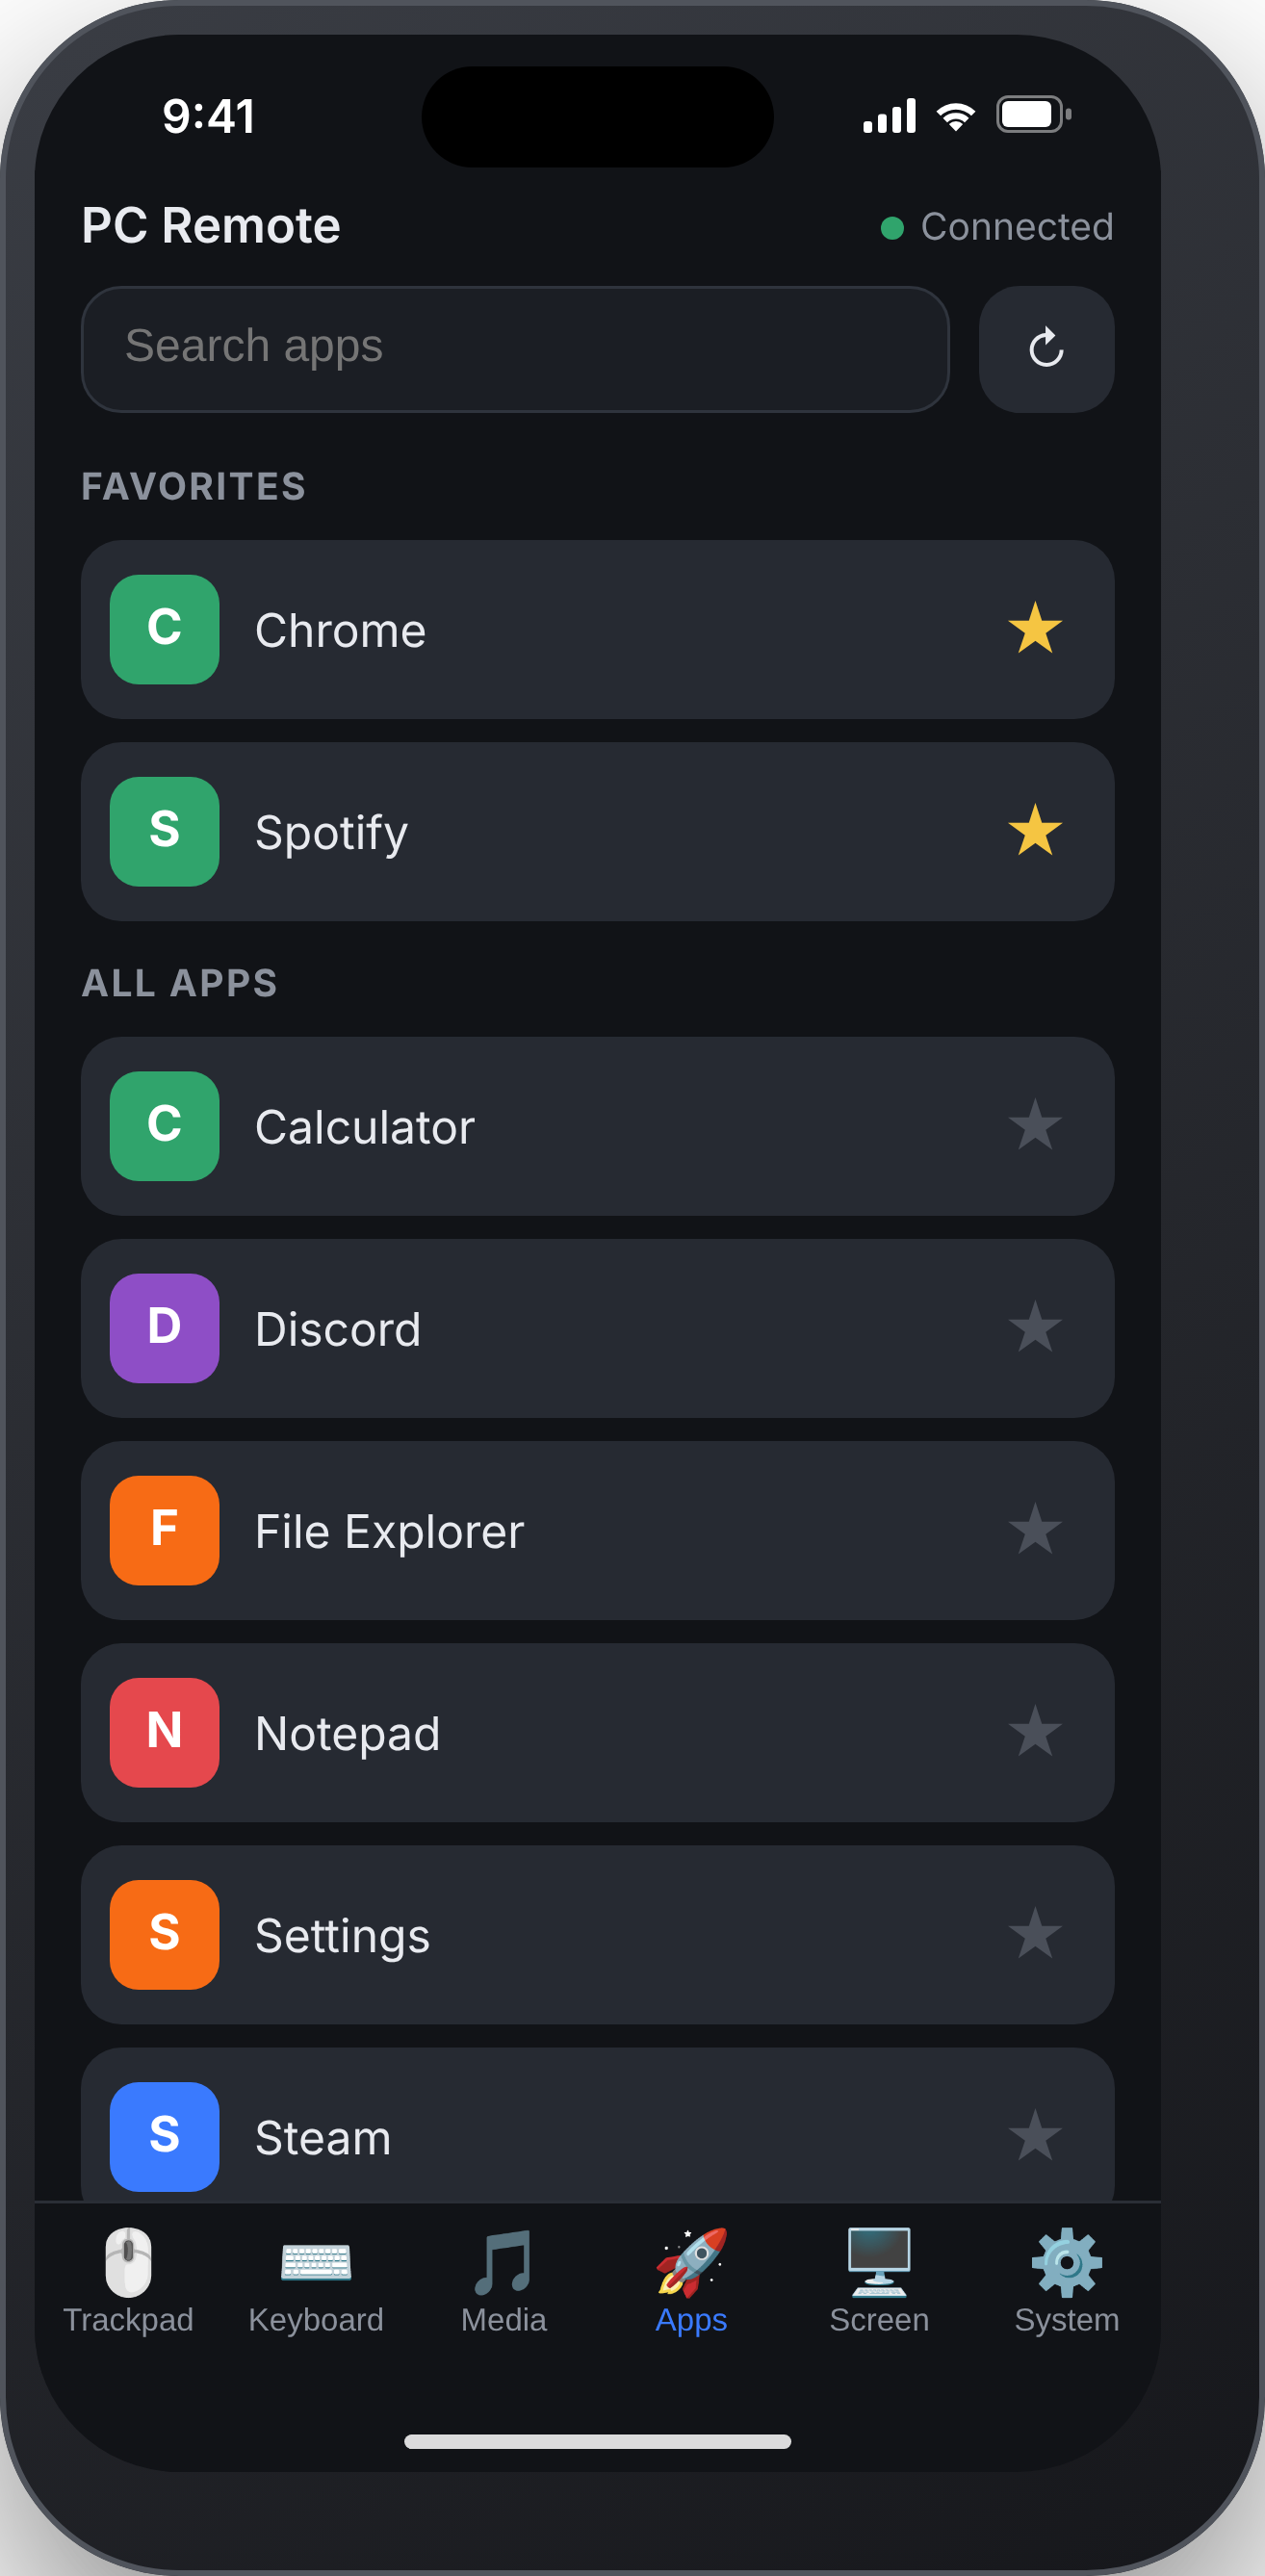 9:41
PC Remote
Connected
Search apps
FAVORITES
C Chrome
S Spotify
ALL APPS
C Calculator
D Discord
F File Explorer
N Notepad
S Settings
S Steam
Trackpad Keyboard Media Apps Screen System